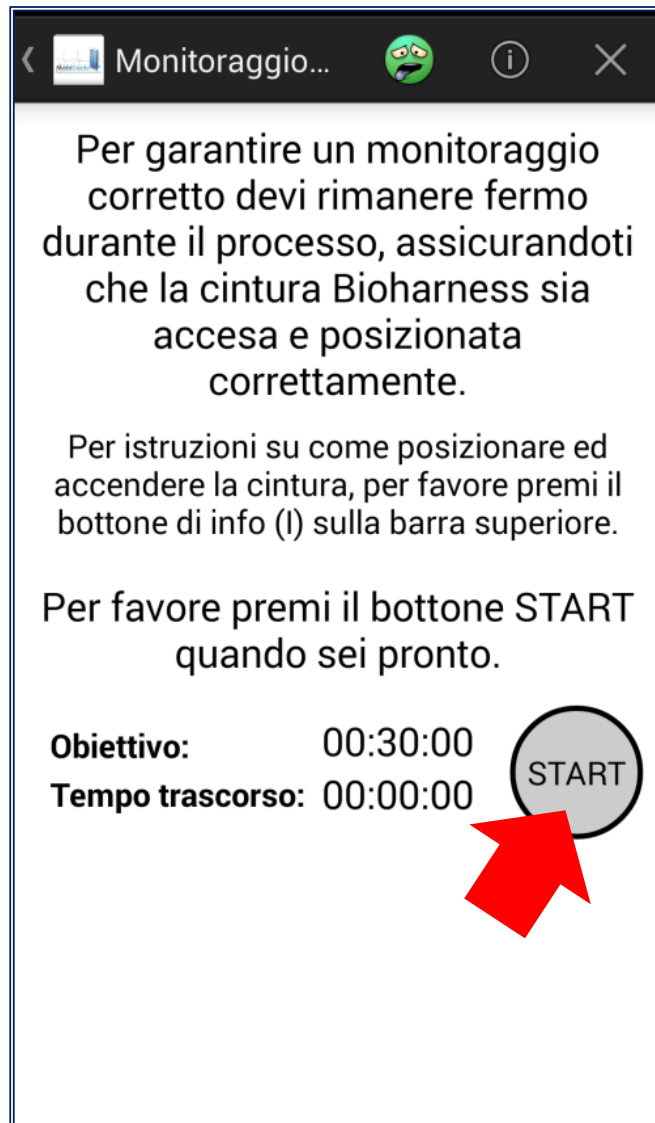 Monitoraggio...
Per garantire un monitoraggio
corretto devi rimanere fermo
durante il processo, assicurandoti
che la cintura Bioharness sia
accesa e posizionata
correttamente.
Per istruzioni su come posizionare ed
accendere la cintura, per favore premi il
bottone di info (I) sulla barra superiore.
Per favore premi il bottone START
quando sei pronto.
Obiettivo: 00:30:00
START
Tempo trascorso: 00:00:00